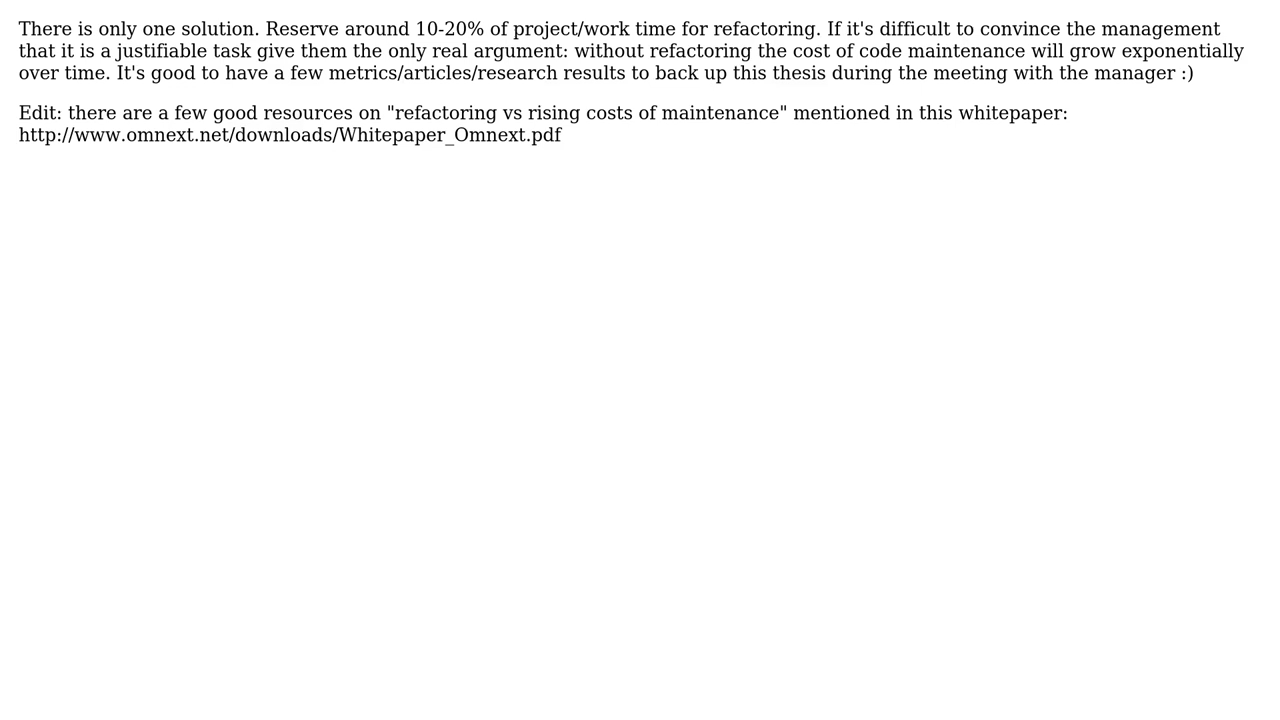 There is only one solution. Reserve around 10-20% of project/work time for refactoring. If it's difficult to convince the management
that it is a justifiable task give them the only real argument: without refactoring the cost of code maintenance will grow exponentially
over time. It's good to have a few metrics/articles/research results to back up this thesis during the meeting with the manager :)
Edit: there are a few good resources on "refactoring vs rising costs of maintenance" mentioned in this whitepaper:
http://www.omnext.net/downloads/Whitepaper_Omnext.pdf